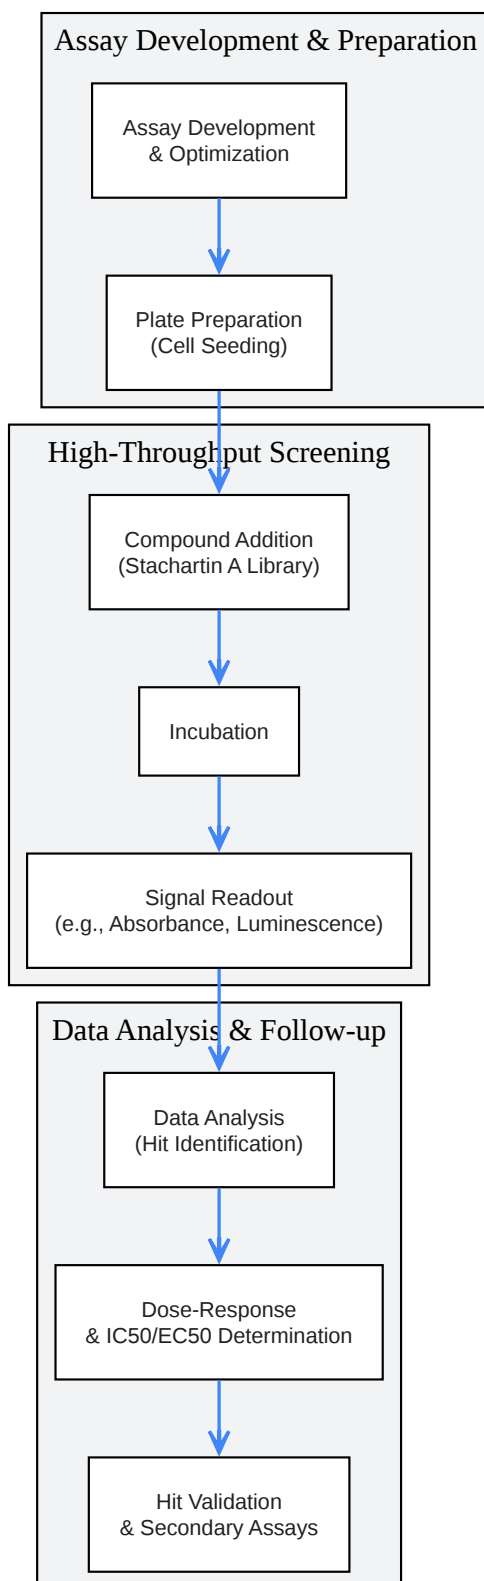 Assay Development & Preparation
Assay Development
& Optimization
Plate Preparation
(Cell Seeding)
High-Throughput Screening
Compound Addition
(Stachartin A Library)
Incubation
Signal Readout
(e.g., Absorbance, Luminescence)
Data Analysis & Follow-up
Data Analysis
(Hit Identification)
Dose-Response
& IC50/EC50 Determination
Hit Validation
& Secondary Assays